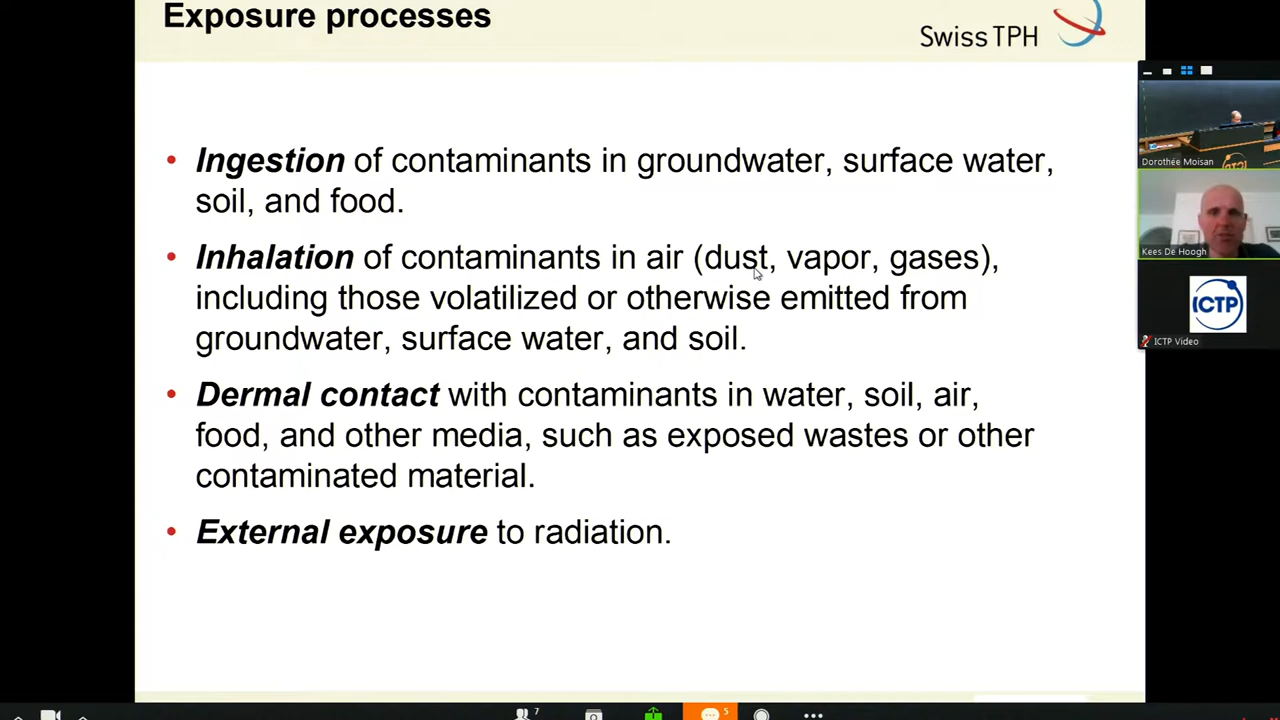 Exposure processes
Swiss TPH
• Ingestion of contaminants in groundwater, surface water,
soil, and food.
• Inhalation of contaminants in air (dust, vapor, gases),
including those volatilized or otherwise emitted from
groundwater, surface water, and soil.
• Dermal contact with contaminants in water, soil, air,
food, and other media, such as exposed wastes or other
contaminated material.
• External exposure to radiation.
Dorothée Moisan
Kees De Hoogh
ICTP
ICTP Video
7
5